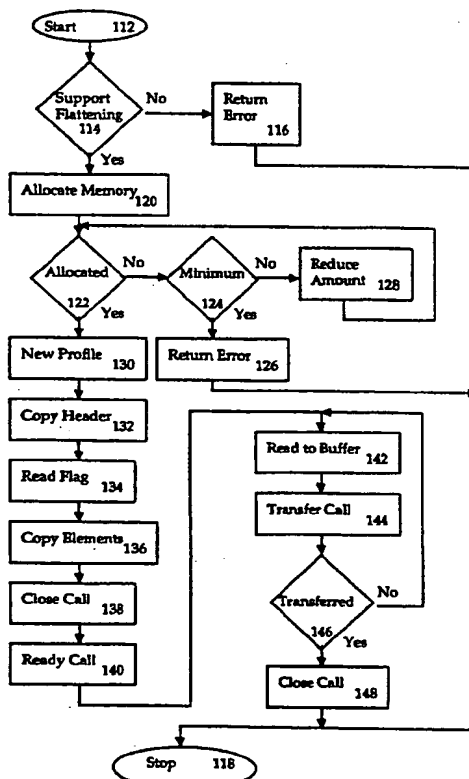 Start 112
Support
Flattening
114
No
Return
Error
116
Yes
Allocate Memory
120
Allocated
122
No
Minimum
124
No
Reduce
Amount
128
Yes
Yes
New Profile
130
Return Error
126
Copy Header
132
Read to Buffer
142
Read Flag
134
Transfer Call
144
Copy Elements
136
Transferred
146
No
Close Call
138
Yes
Ready Call
140
Close Call
148
Stop 118